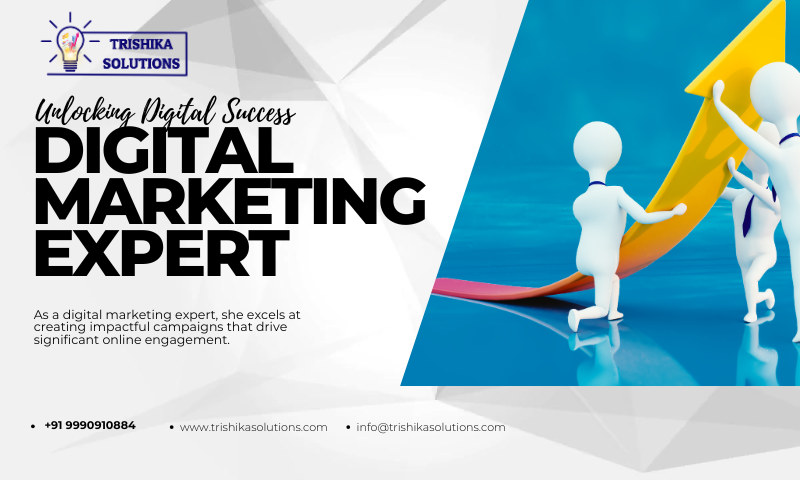 TRISHIKA
SOLUTIONS
Unlocking Digital Success
DIGITAL
MARKETING
EXPERT
As a digital marketing expert, she excels at
creating impactful campaigns that drive
significant online engagement.
• +91 9990910884 • www.trishikasolutions.com • info@trishikasolutions.com